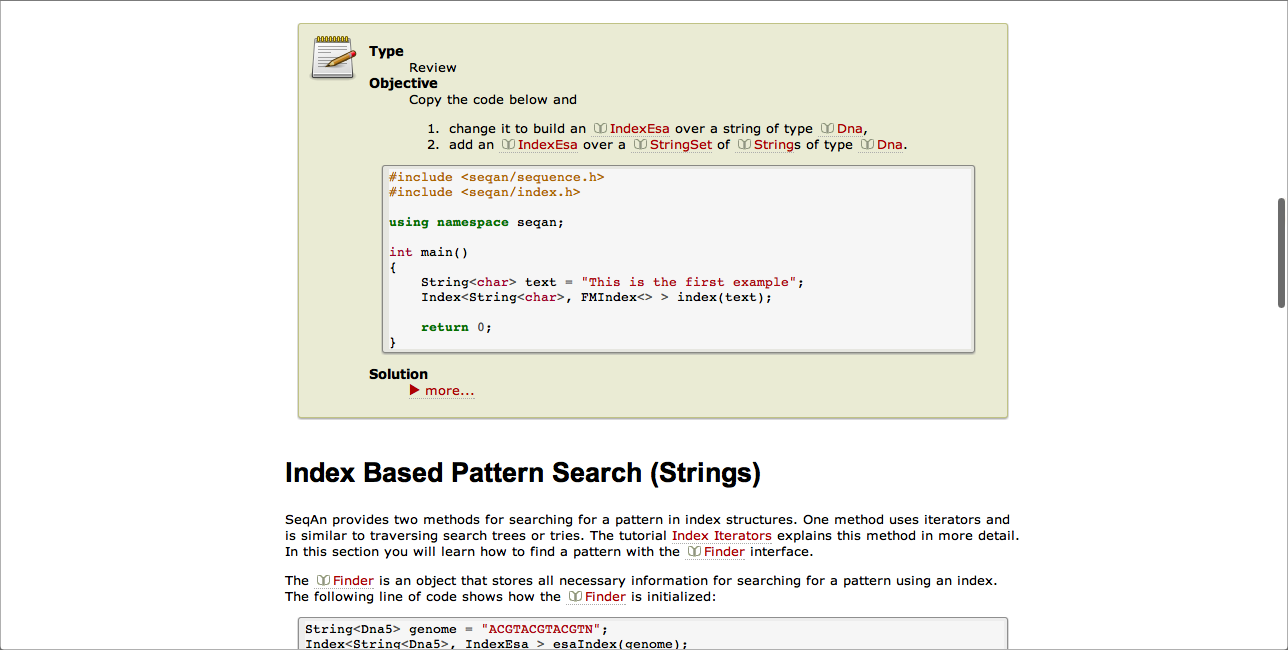 Type
Review
Objective
Copy the code below and
1. change it to build an IndexEsa over a string of type Dna,
2. add an IndexEsa over a StringSet of Strings of type Dna.
#include <seqan/sequence.h>
#include <seqan/index.h>
using namespace seqan;
int main()
{
String<char> text = "This is the first example";
Index<String<char>, FMIndex<> > index(text);
return 0;
}
Solution
more...
Index Based Pattern Search (Strings)
SeqAn provides two methods for searching for a pattern in index structures. One method uses iterators and
is similar to traversing search trees or tries. The tutorial Index Iterators explains this method in more detail.
In this section you will learn how to find a pattern with the Finder interface.
The Finder is an object that stores all necessary information for searching for a pattern using an index.
The following line of code shows how the Finder is initialized:
String<Dna5> genome = "ACGTACGTACGTN";
Index<String<Dna5>, IndexEsa > esaIndex(genome);